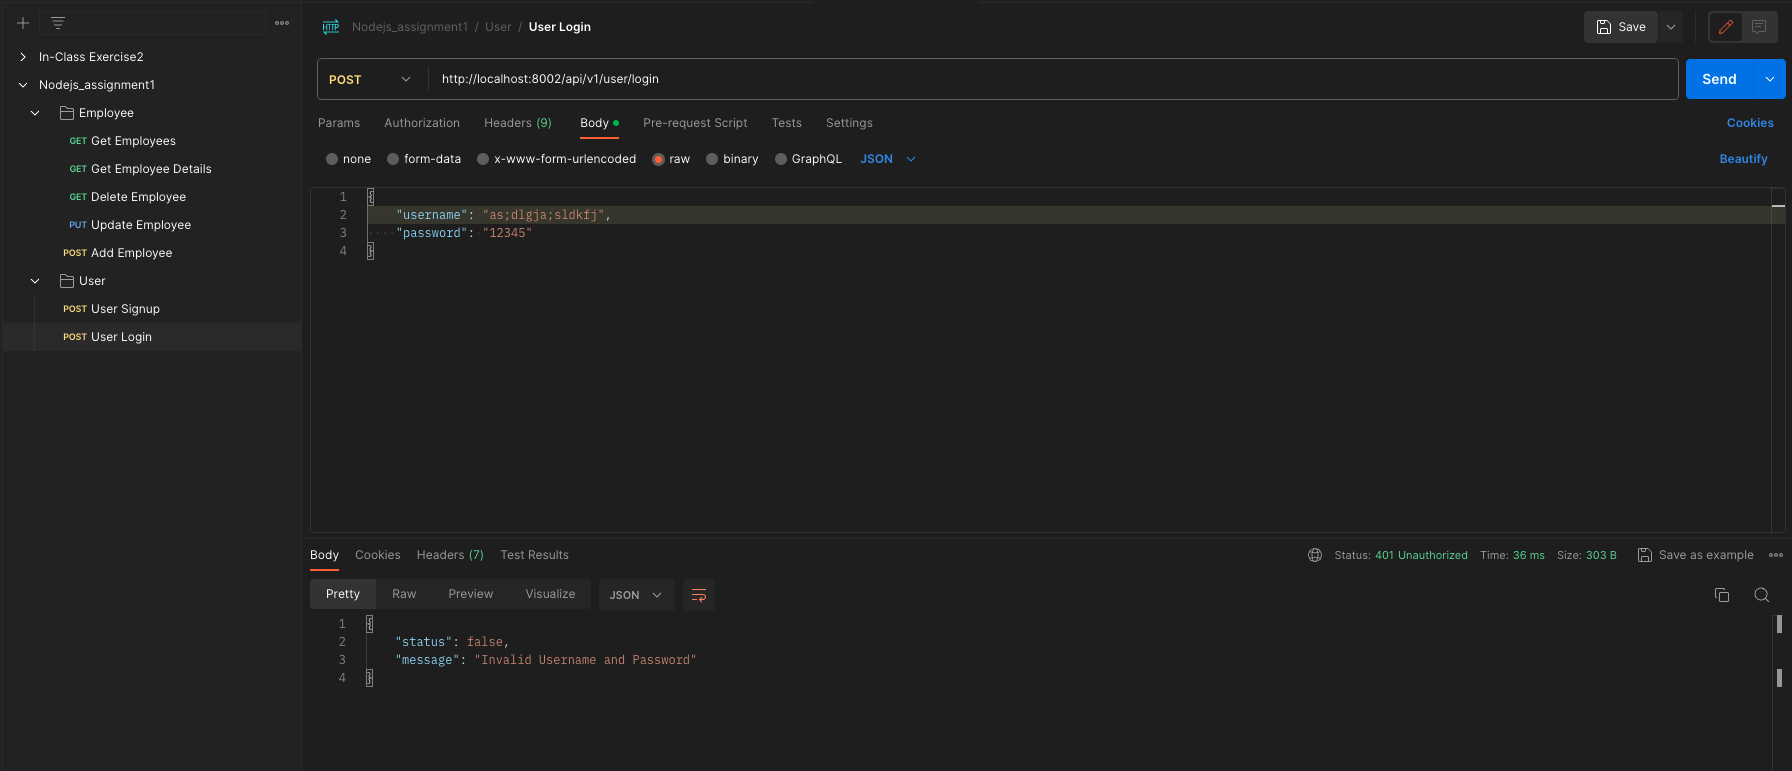 In-Class Exercise2
Nodejs_assignment1
Employee
GET Get Employees
GET Get Employee Details
GET Delete Employee
PUT Update Employee
POST Add Employee
User
POST User Signup
POST User Login
HTTP Nodejs_assignment1 / User / User Login
Save
POST http://localhost:8002/api/v1/user/login Send
Params Authorization Headers (9) Body Pre-request Script Tests Settings Cookies
none form-data x-www-form-urlencoded raw binary GraphQL JSON Beautify
1 {
2 "username": "as;dlgja;sldkfj",
3 "password": "12345"
4 }
Body Cookies Headers (7) Test Results Status: 401 Unauthorized Time: 36 ms Size: 303 B Save as example
Pretty Raw Preview Visualize JSON
1 {
2 "status": false,
3 "message": "Invalid Username and Password"
4 }